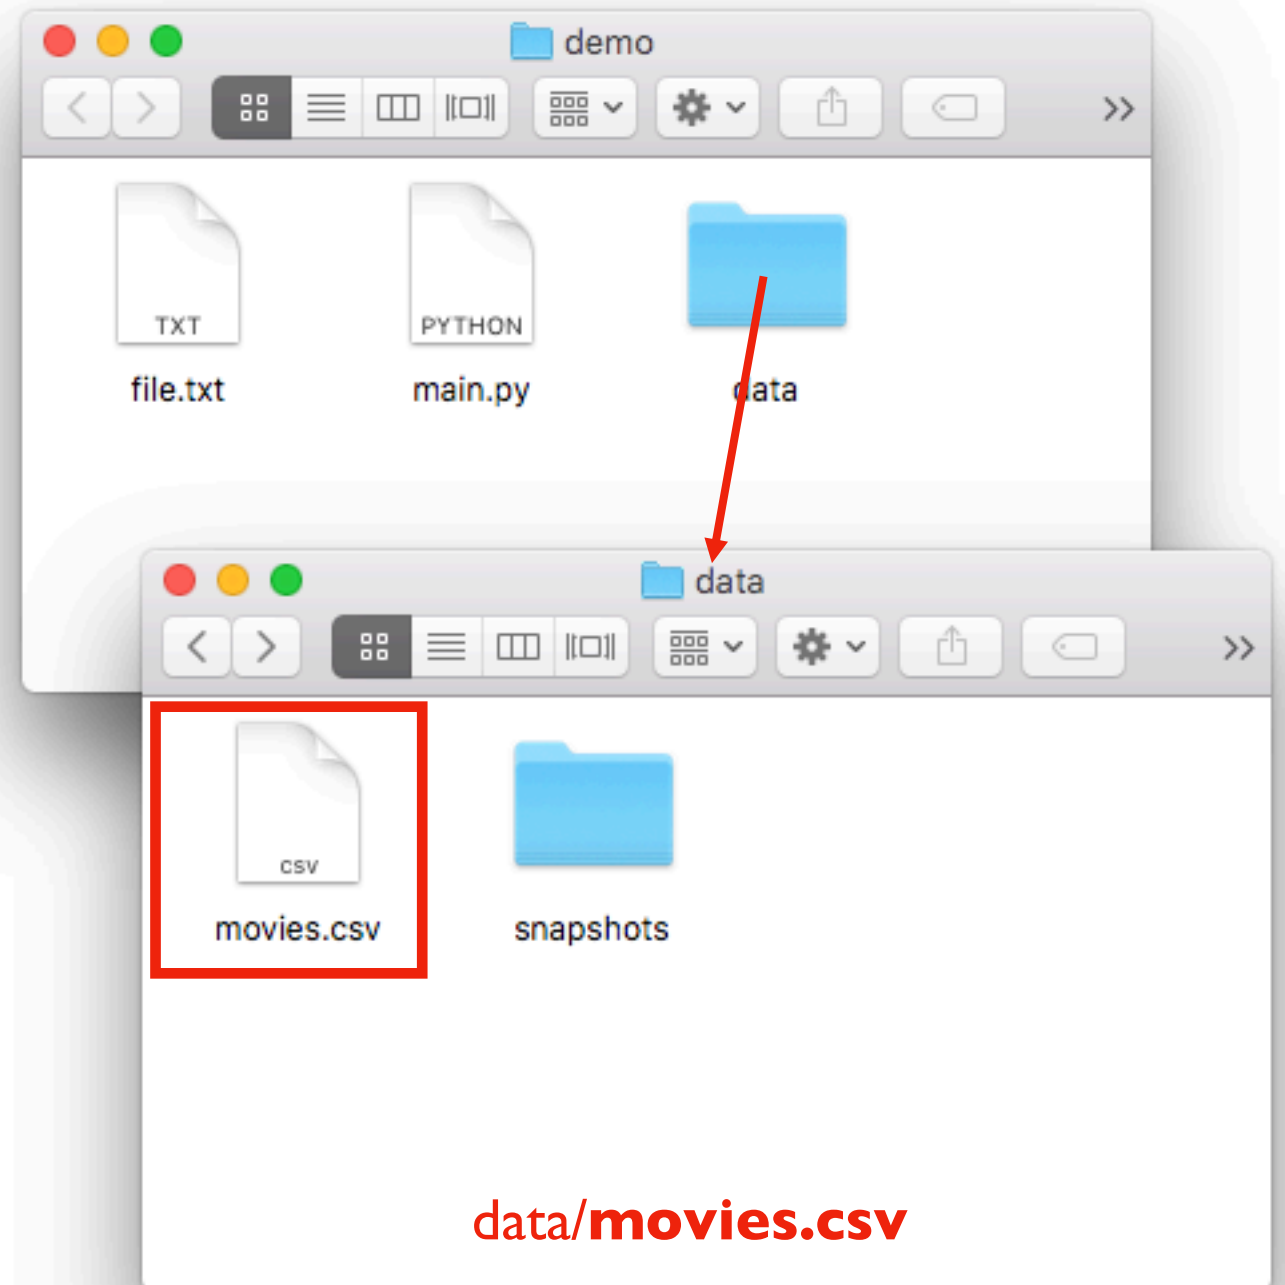 demo
TXT
PYTHON
file.txt
main.py
data
data
csv
movies.csv
snapshots
data/movies.csv